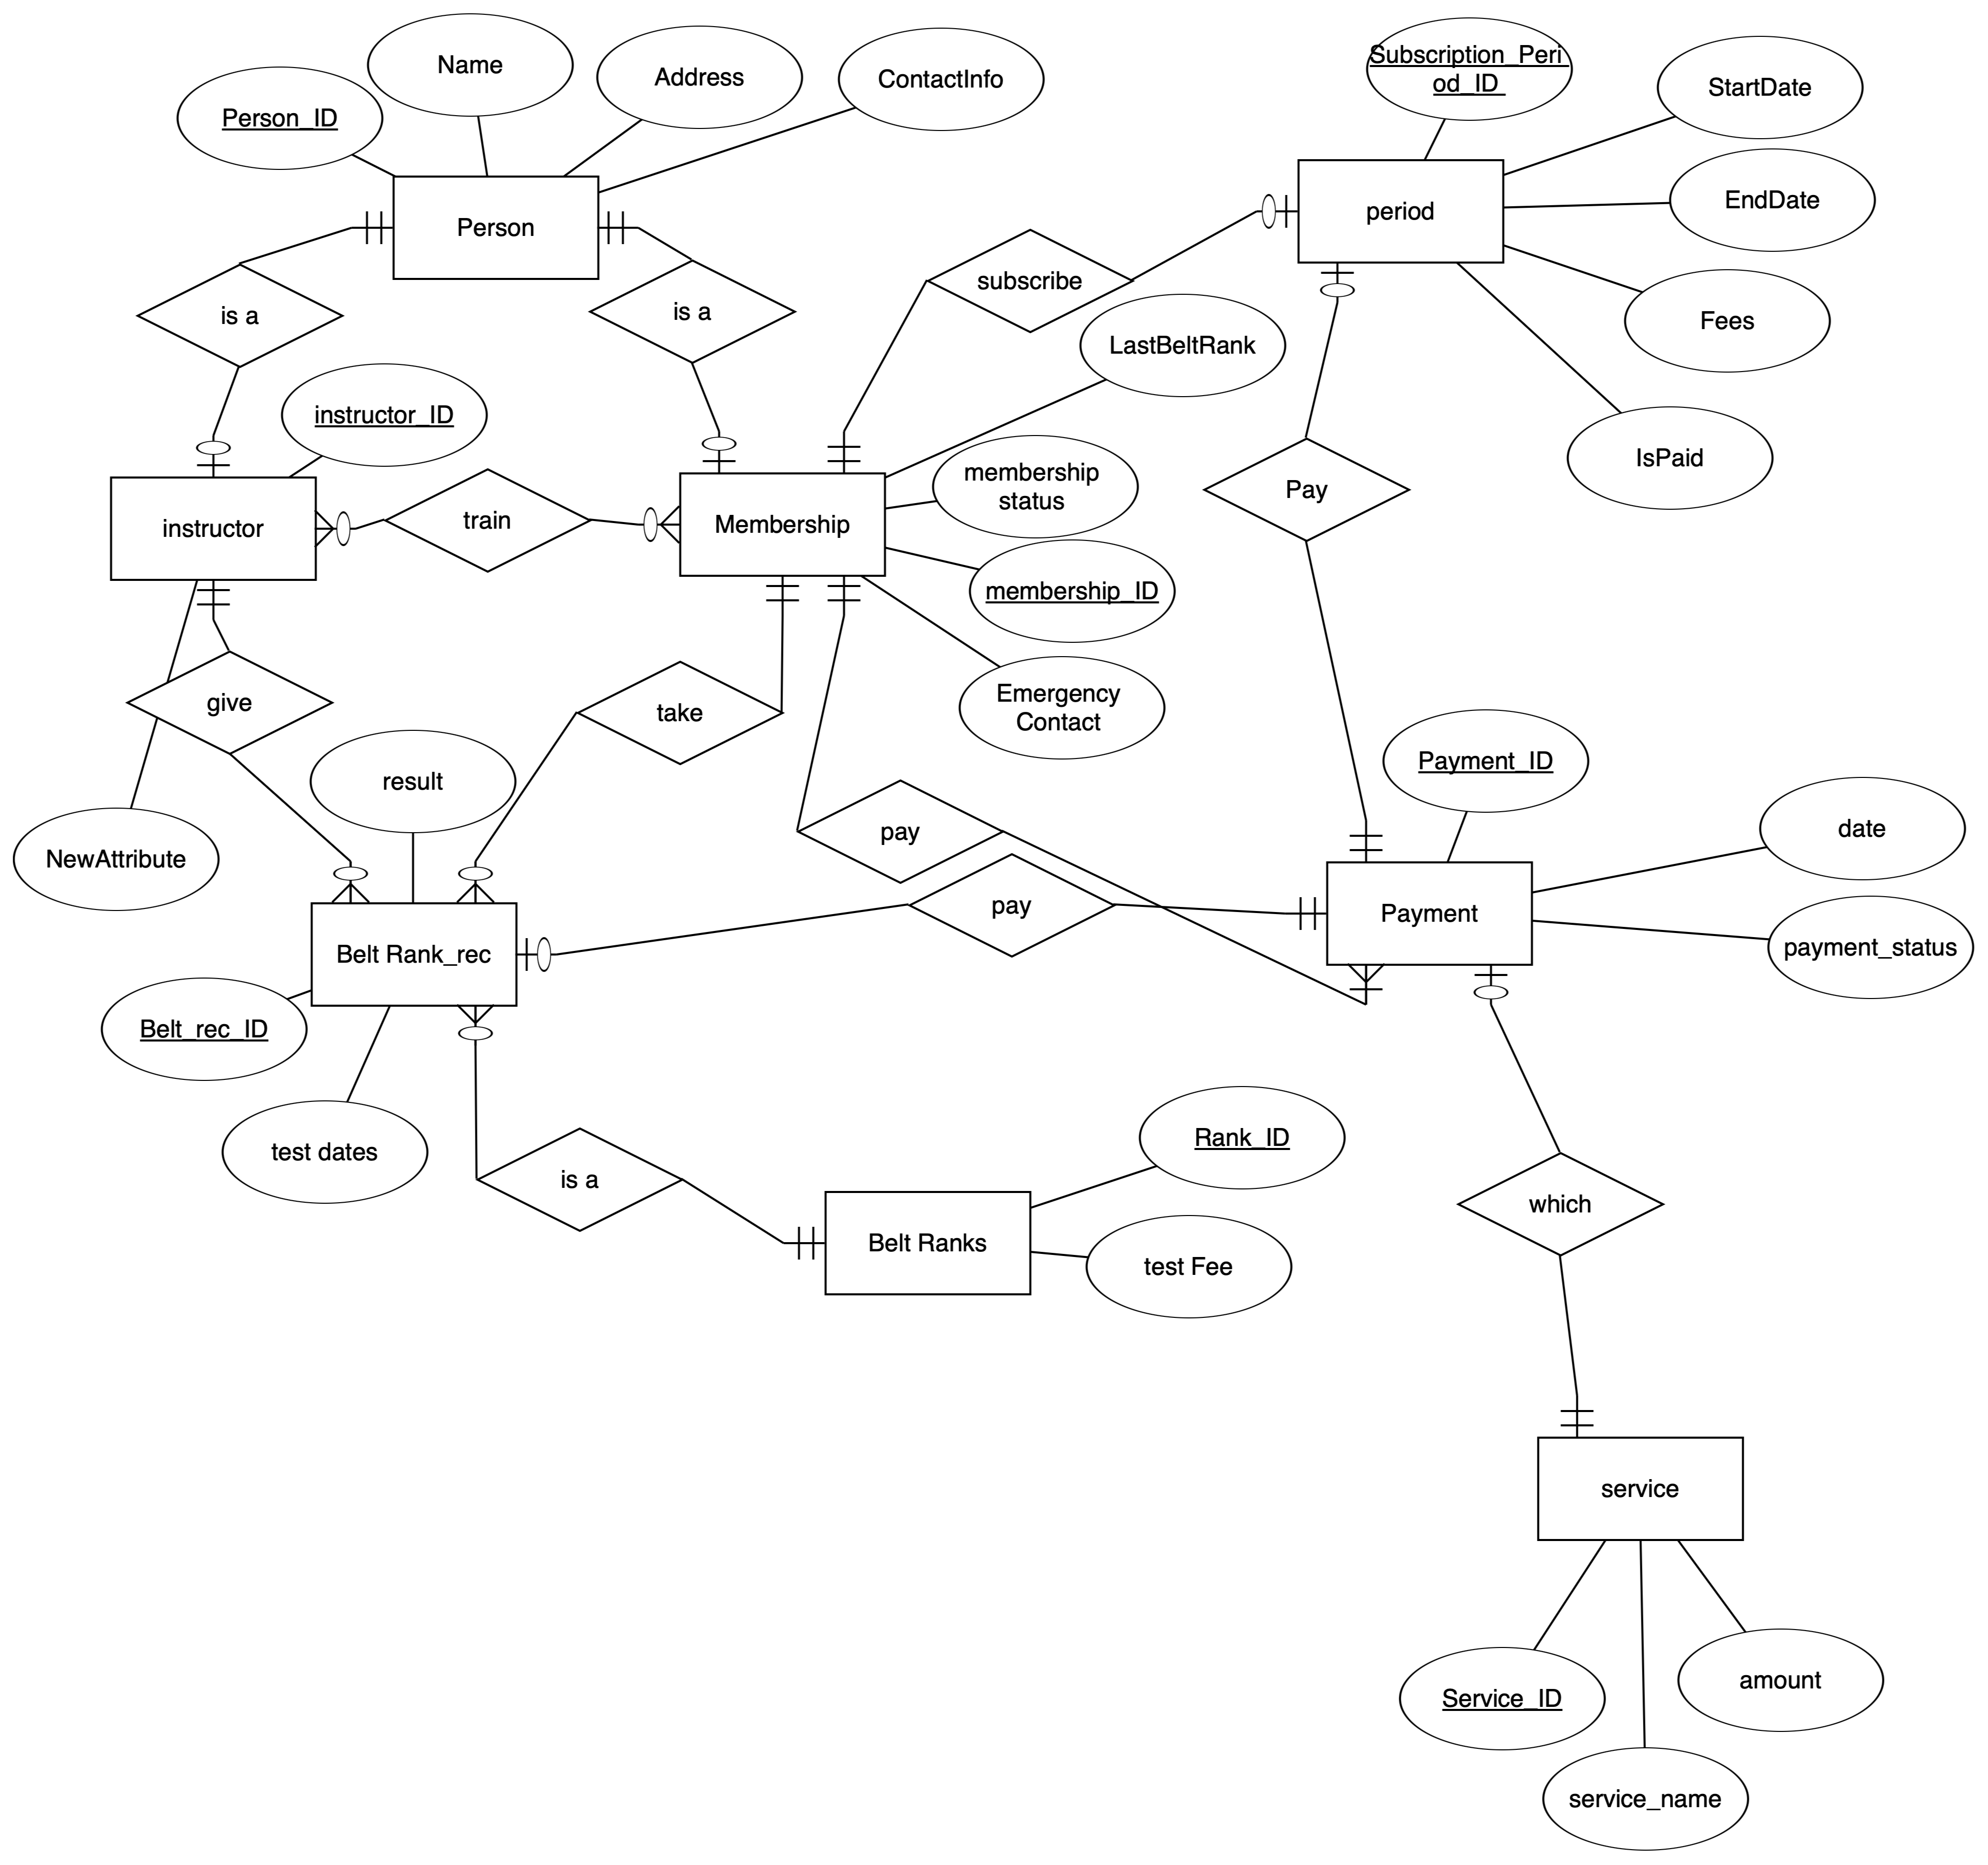 Name
Address
ContactInfo
Person_ID
Subscription_Peri
od_ID
StartDate
EndDate
period
Person
Fees
subscribe
is a
is a
LastBeltRank
IsPaid
instructor_ID
membership
status
Pay
instructor
train
Membership
membership_ID
Emergency
Contact
give
take
result
Payment_ID
NewAttribute
pay
date
pay
Payment
payment_status
Belt Rank_rec
Belt_rec_ID
test dates
Rank_ID
is a
which
Belt Ranks
test Fee
service
Service_ID
amount
service_name